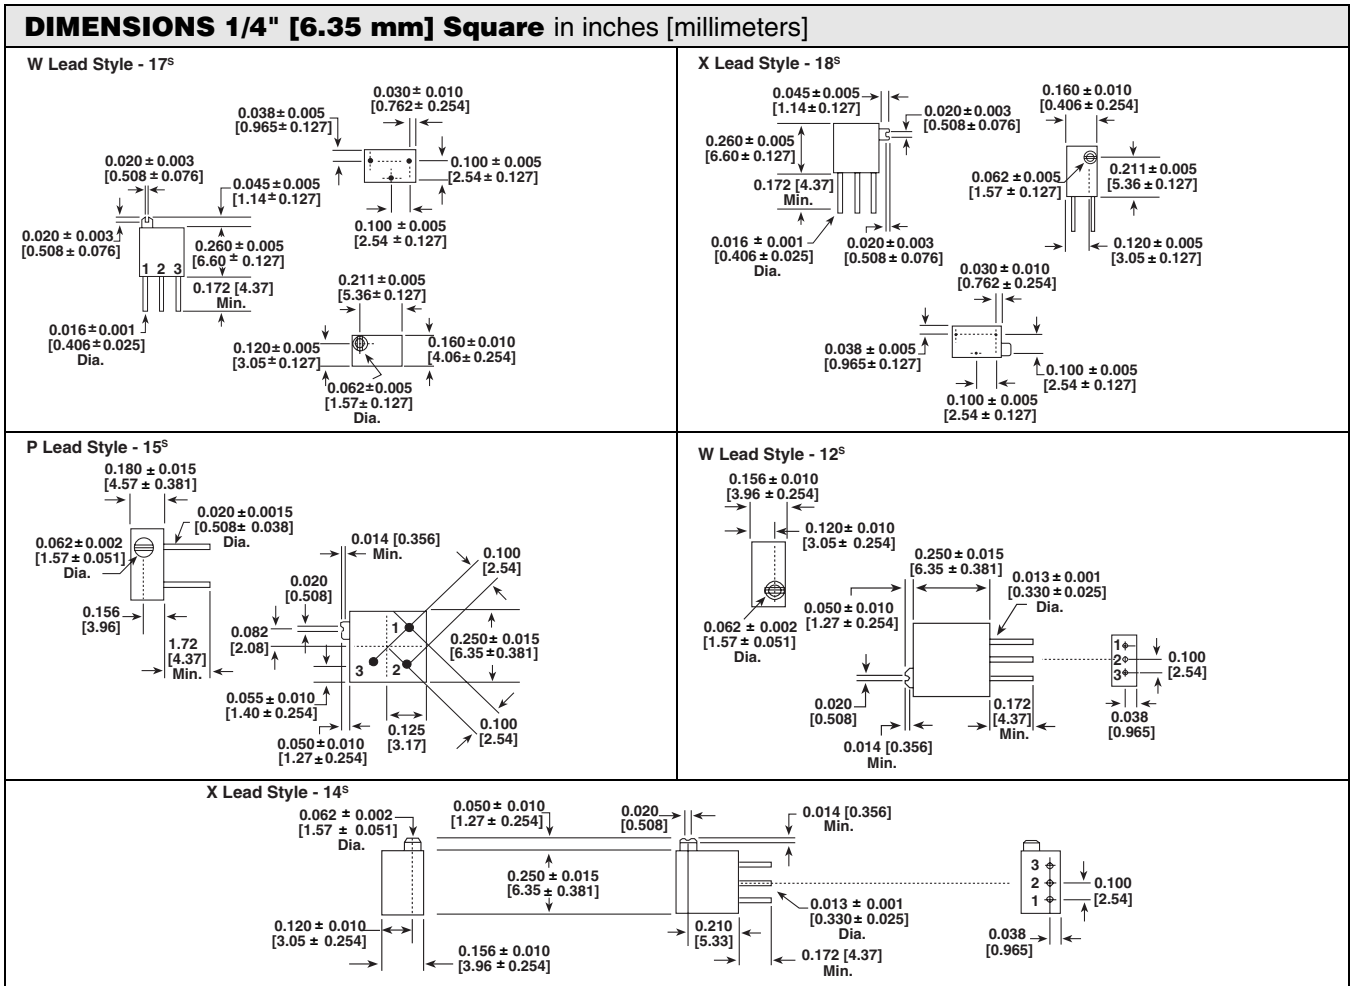 DIMENSIONS 1/4" [6.35 mm] Square in inches [millimeters]
W Lead Style - 17S
0.030 ± 0.010
[0.762 ± 0.254]
0.038 ± 0.005
[0.965 ± 0.127]
0.100 ± 0.005
[2.54 ± 0.127]
0.020 ± 0.003
[0.508 ± 0.076]
0.045 ± 0.005
[1.14 ± 0.127]
0.100 ± 0.005
[2.54 ± 0.127]
0.020 ± 0.003
[0.508 ± 0.076]
0.260 ± 0.005
[6.60 ± 0.127]
1 2 3
0.172 [4.37]
Min.
0.211 ± 0.005
[5.36 ± 0.127]
0.016 ± 0.001
[0.406 ± 0.025]
Dia.
0.120 ± 0.005
[3.05 ± 0.127]
0.160 ± 0.010
[4.06 ± 0.254]
0.062 ± 0.005
[1.57 ± 0.127]
Dia.
X Lead Style - 18S
0.045 ± 0.005
[1.14 ± 0.127]
0.020 ± 0.003
[0.508 ± 0.076]
0.160 ± 0.010
[0.406 ± 0.254]
0.260 ± 0.005
[6.60 ± 0.127]
0.172 [4.37]
Min.
0.062 ± 0.005
[1.57 ± 0.127]
0.211 ± 0.005
[5.36 ± 0.127]
0.016 ± 0.001
[0.406 ± 0.025]
Dia.
0.020 ± 0.003
[0.508 ± 0.076]
0.120 ± 0.005
[3.05 ± 0.127]
0.030 ± 0.010
[0.762 ± 0.254]
0.038 ± 0.005
[0.965 ± 0.127]
0.100 ± 0.005
[2.54 ± 0.127]
0.100 ± 0.005
[2.54 ± 0.127]
P Lead Style - 15S
0.180 ± 0.015
[4.57 ± 0.381]
0.020 ± 0.0015
[0.508 ± 0.038]
Dia.
0.062 ± 0.002
[1.57 ± 0.051]
Dia.
0.014 [0.356]
Min.
0.100
[2.54]
0.020
[0.508]
0.156
[3.96]
0.082
[2.08]
1
0.250 ± 0.015
[6.35 ± 0.381]
1.72
[4.37]
Min.
3 2
0.055 ± 0.010
[1.40 ± 0.254]
0.050 ± 0.010
[1.27 ± 0.254]
0.125
[3.17]
0.100
[2.54]
W Lead Style - 12S
0.156 ± 0.010
[3.96 ± 0.254]
0.120 ± 0.010
[3.05 ± 0.254]
0.250 ± 0.015
[6.35 ± 0.381]
0.013 ± 0.001
[0.330 ± 0.025]
Dia.
0.050 ± 0.010
[1.27 ± 0.254]
0.062 ± 0.002
[1.57 ± 0.051]
Dia.
1
2
3
0.100
[2.54]
0.020
[0.508]
0.172
[4.37]
Min.
0.038
[0.965]
0.014 [0.356]
Min.
X Lead Style - 14S
0.062 ± 0.002
[1.57 ± 0.051]
Dia.
0.050 ± 0.010
[1.27 ± 0.254]
0.020
[0.508]
0.014 [0.356]
Min.
0.250 ± 0.015
[6.35 ± 0.381]
3
2
1
0.100
[2.54]
0.013 ± 0.001
[0.330 ± 0.025]
Dia.
0.120 ± 0.010
[3.05 ± 0.254]
0.210
[5.33]
0.038
[0.965]
0.156 ± 0.010
[3.96 ± 0.254]
0.172 [4.37]
Min.